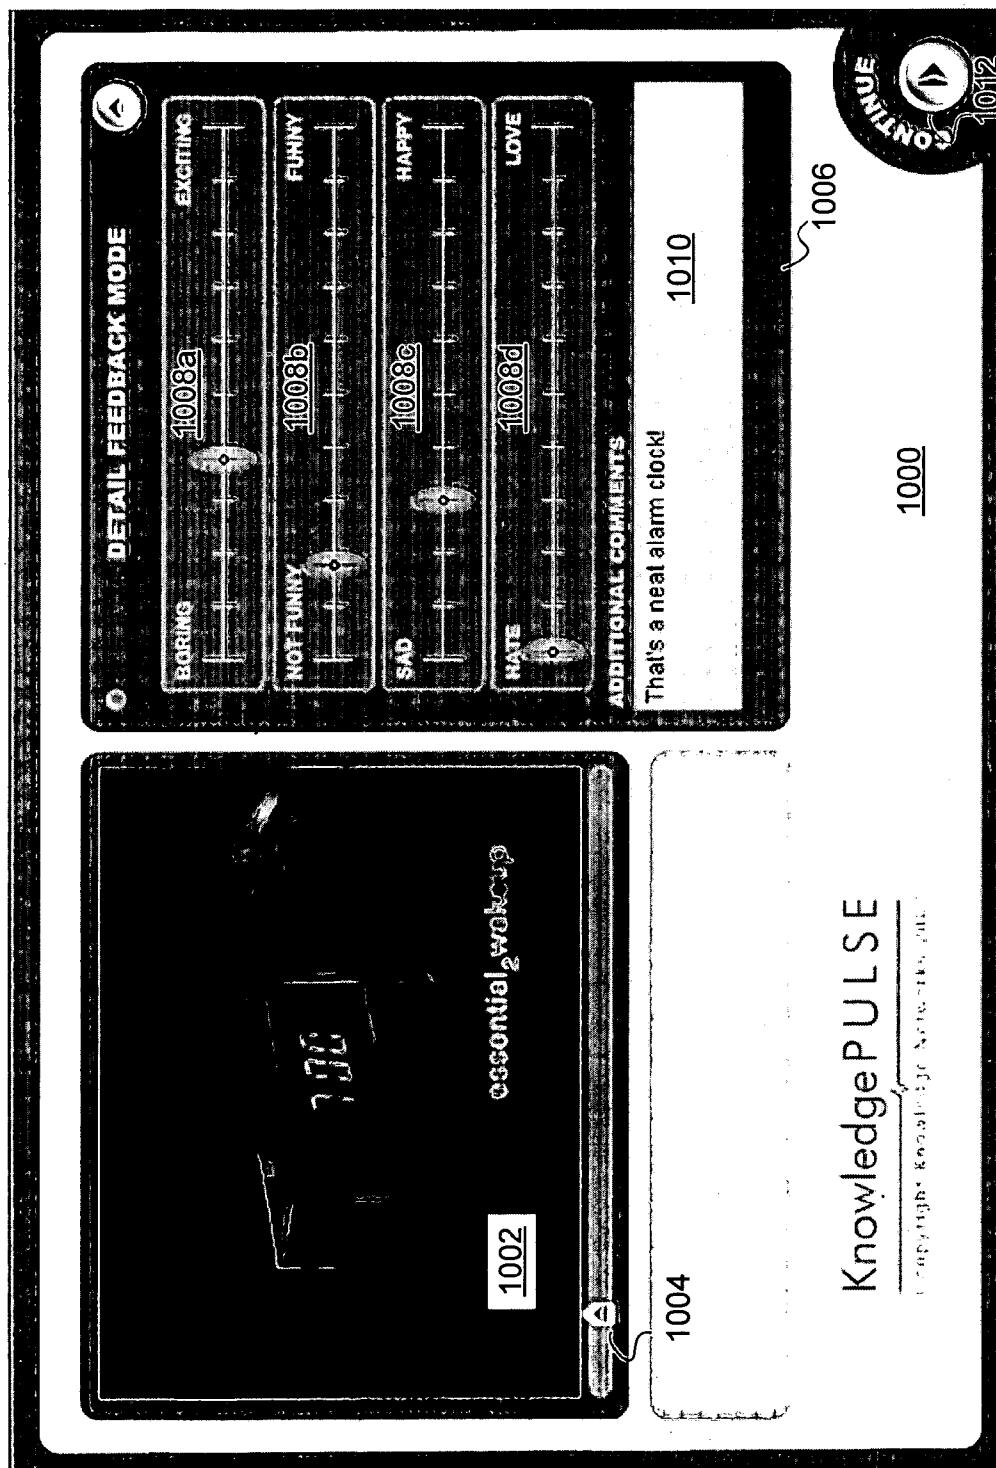 1002
essential2wakeup
1004
KnowledgePULSE
DETAIL FEEDBACK MODE
BORING
1008a
EXCITING
NOT FUNNY
1008b
FUNNY
SAD
1008c
HAPPY
HATE
1008d
LOVE
ADDITIONAL COMMENTS
That's a neat alarm clock!
1010
1006
1000
CONTINUE
1012